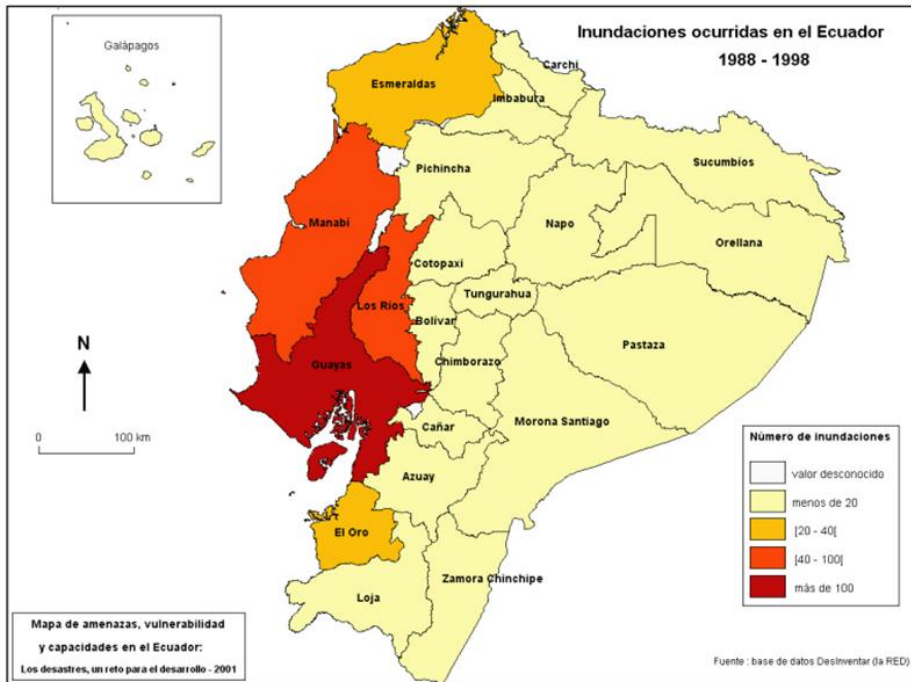 Galápagos
Inundaciones ocurridas en el Ecuador
1988 - 1998
Carchi
Esmeraldas
Imbabura
Sucumbíos
Pichincha
Napo
Manabí
Orellana
Cotopaxi
Tungurahua
Los Ríos
Bolívar
Pastaza
N
Guayas
Chimborazo
Morona Santiago
Cañar
0 100 km
Azuay
El Oro
Zamora Chinchipe
Loja
Número de inundaciones
valor desconocido
menos de 20
[20 - 40[
[40 - 100[
más de 100
Mapa de amenazas, vulnerabilidad
y capacidades en el Ecuador:
Los desastres, un reto para el desarrollo - 2001
Fuente : base de datos DesInventar (la RED)